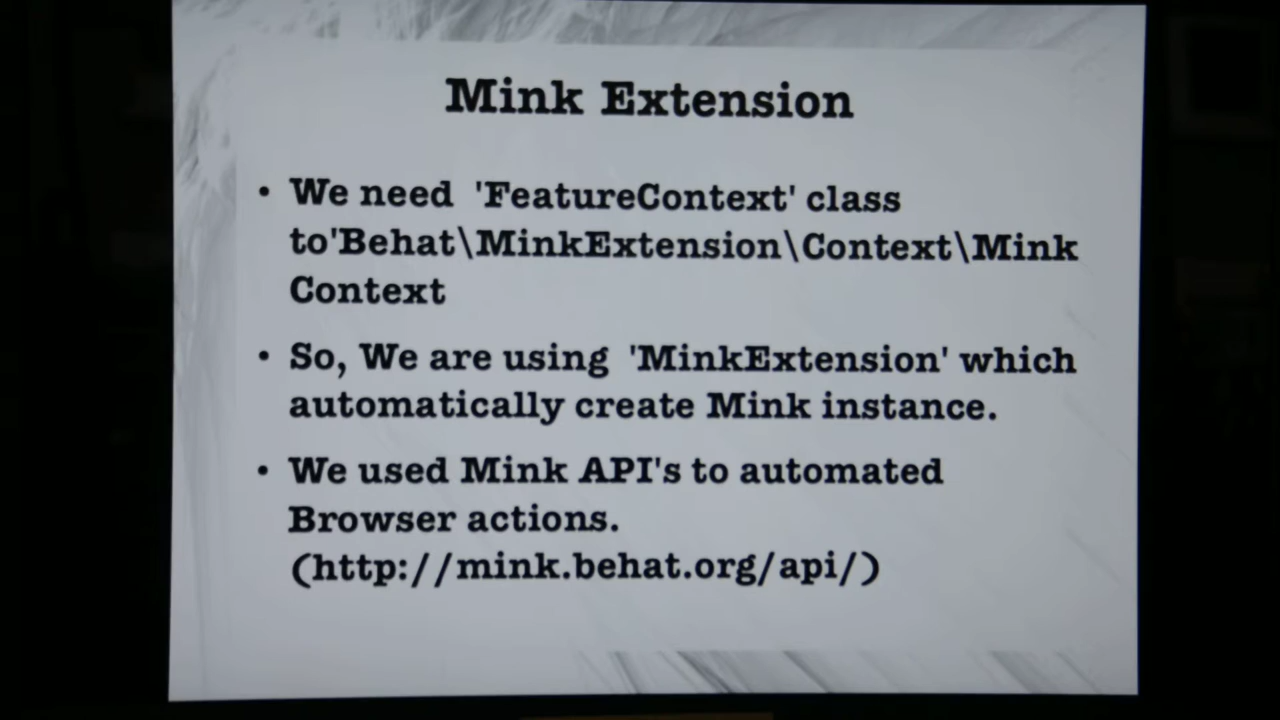 Mink Extension
• We need 'FeatureContext' class
to'Behat\MinkExtension\Context\Mink
Context
• So, We are using 'MinkExtension' which
automatically create Mink instance.
• We used Mink API's to automated
Browser actions.
(http://mink.behat.org/api/)